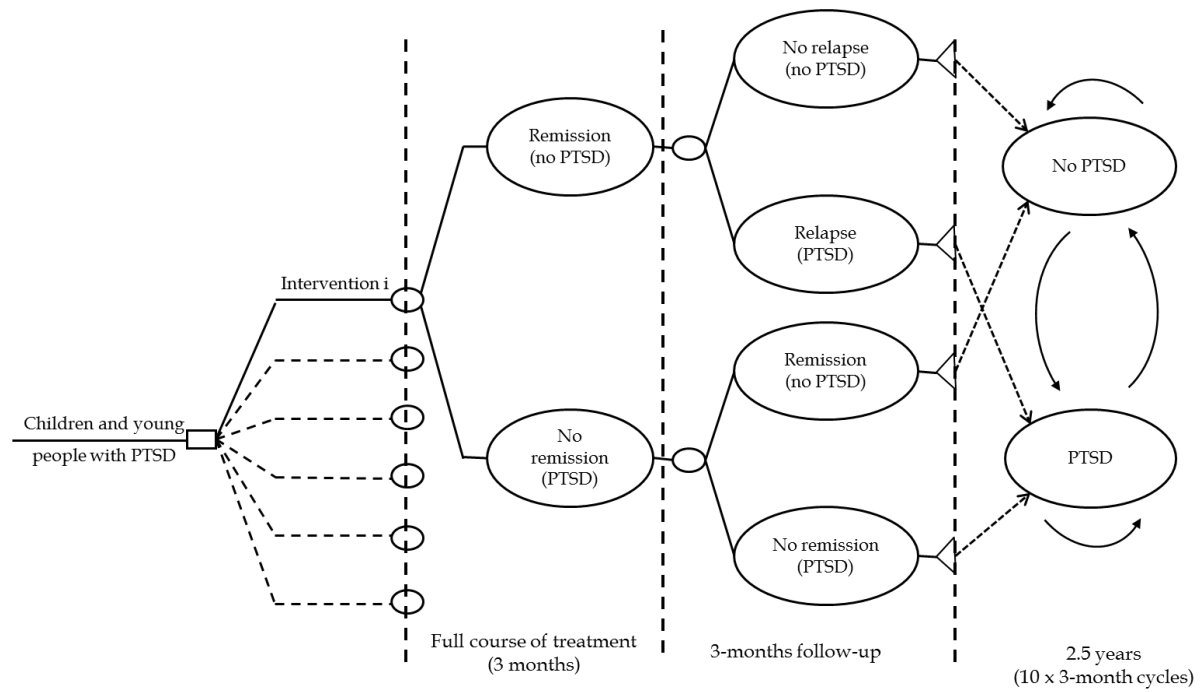 Children and young
people with PTSD
Intervention i
Remission
(no PTSD)
No
remission
(PTSD)
Full course of treatment
(3 months)
No relapse
(no PTSD)
Relapse
(PTSD)
Remission
(no PTSD)
No remission
(PTSD)
3-months follow-up
No PTSD
PTSD
2.5 years
(10 x 3-month cycles)